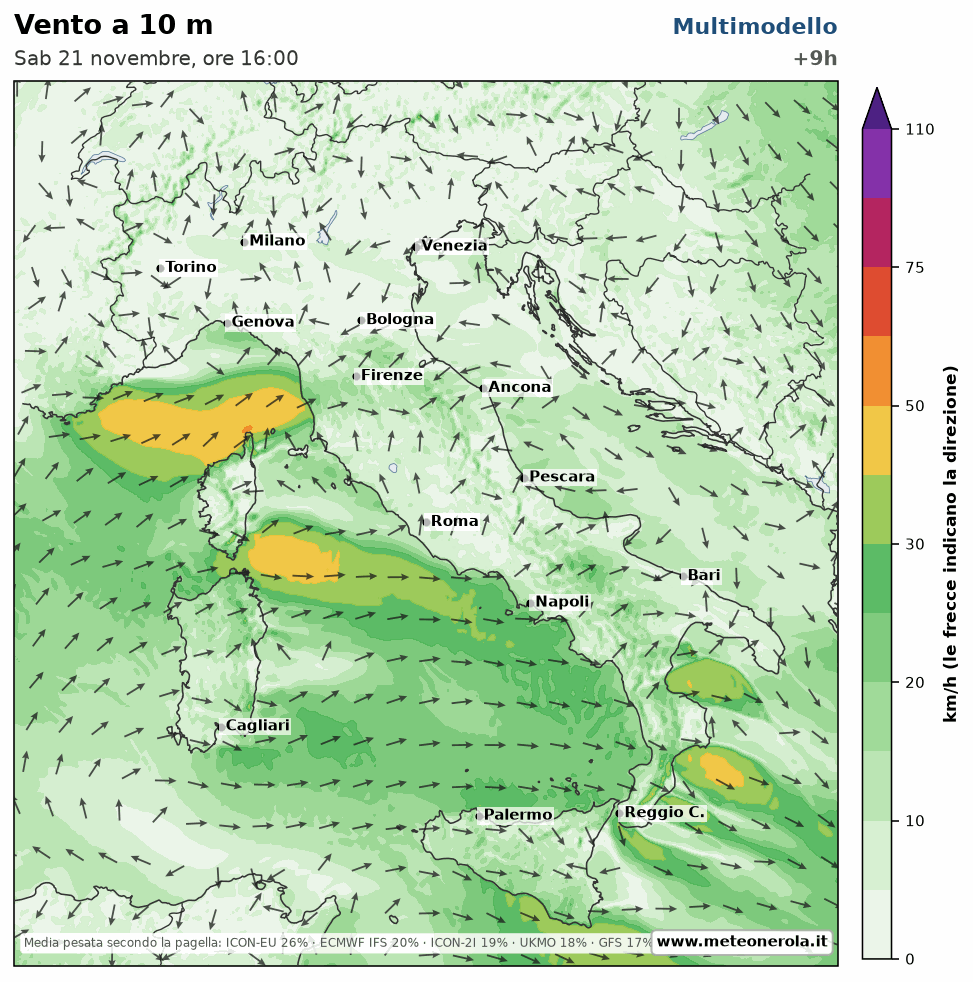 Vento a 10 m
Multimodello
Sab 21 novembre, ore 16:00
+9h
Milano
Venezia
Torino
Genova
Bologna
Firenze
Ancona
Pescara
Roma
Bari
Napoli
Cagliari
Palermo
Reggio C.
Media pesata secondo la pagella: ICON-EU 26% · ECMWF IFS 20% · ICON-2I 19% · UKMO 18% · GFS 17%
www.meteonerola.it
110
75
50
30
20
10
0
km/h (le frecce indicano la direzione)